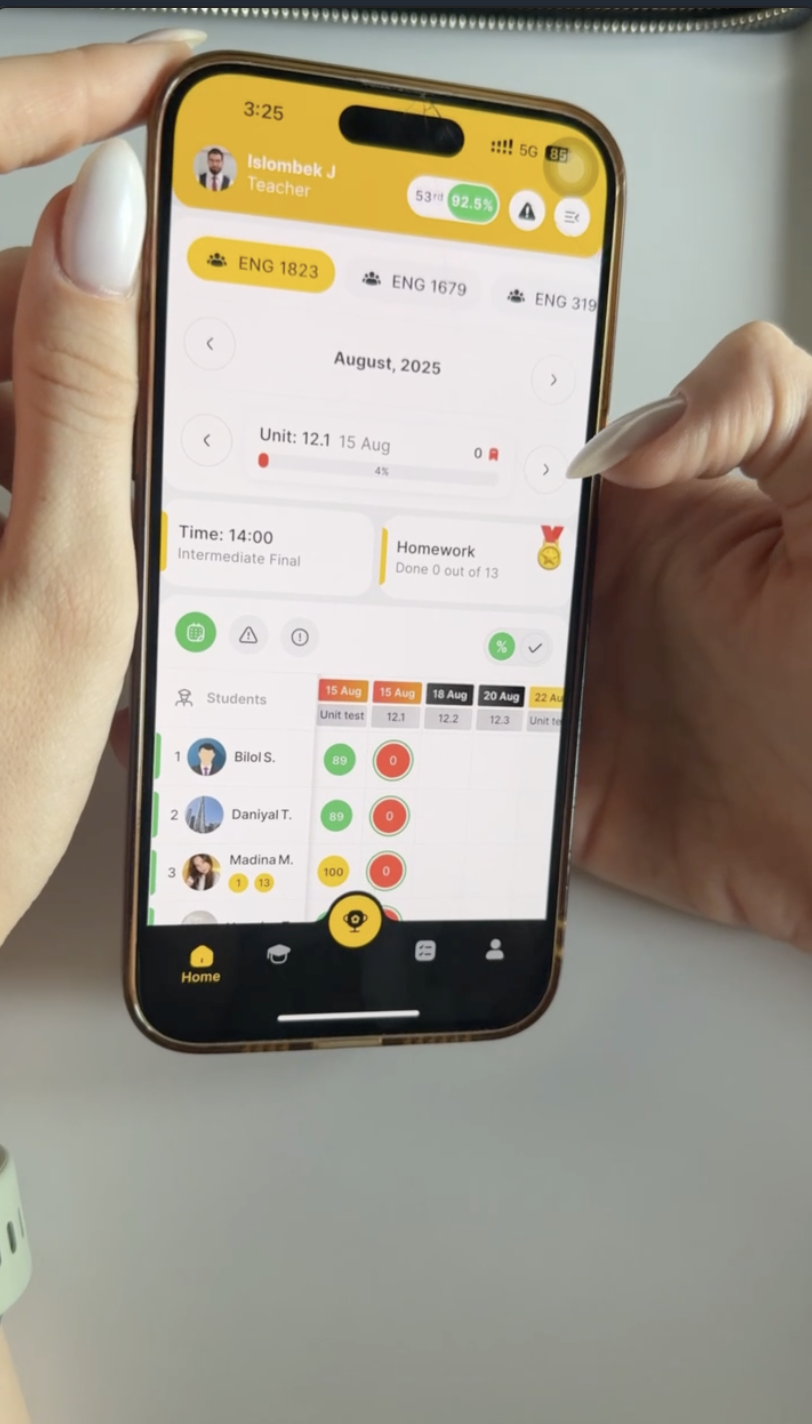 3:25
5G 85
Islombek J
Teacher
53rd 92.5%
ENG 1823
ENG 1679
ENG 319
August, 2025
Unit: 12.1 15 Aug
0
4%
Time: 14:00
Intermediate Final
Homework
Done 0 out of 13
%
Students
15 Aug 15 Aug 18 Aug 20 Aug 22 Au
Unit test 12.1 12.2 12.3 Unit te
1 Bilol S. 89 0
2 Daniyal T. 89 0
3 Madina M. 100 0
1 13
Home